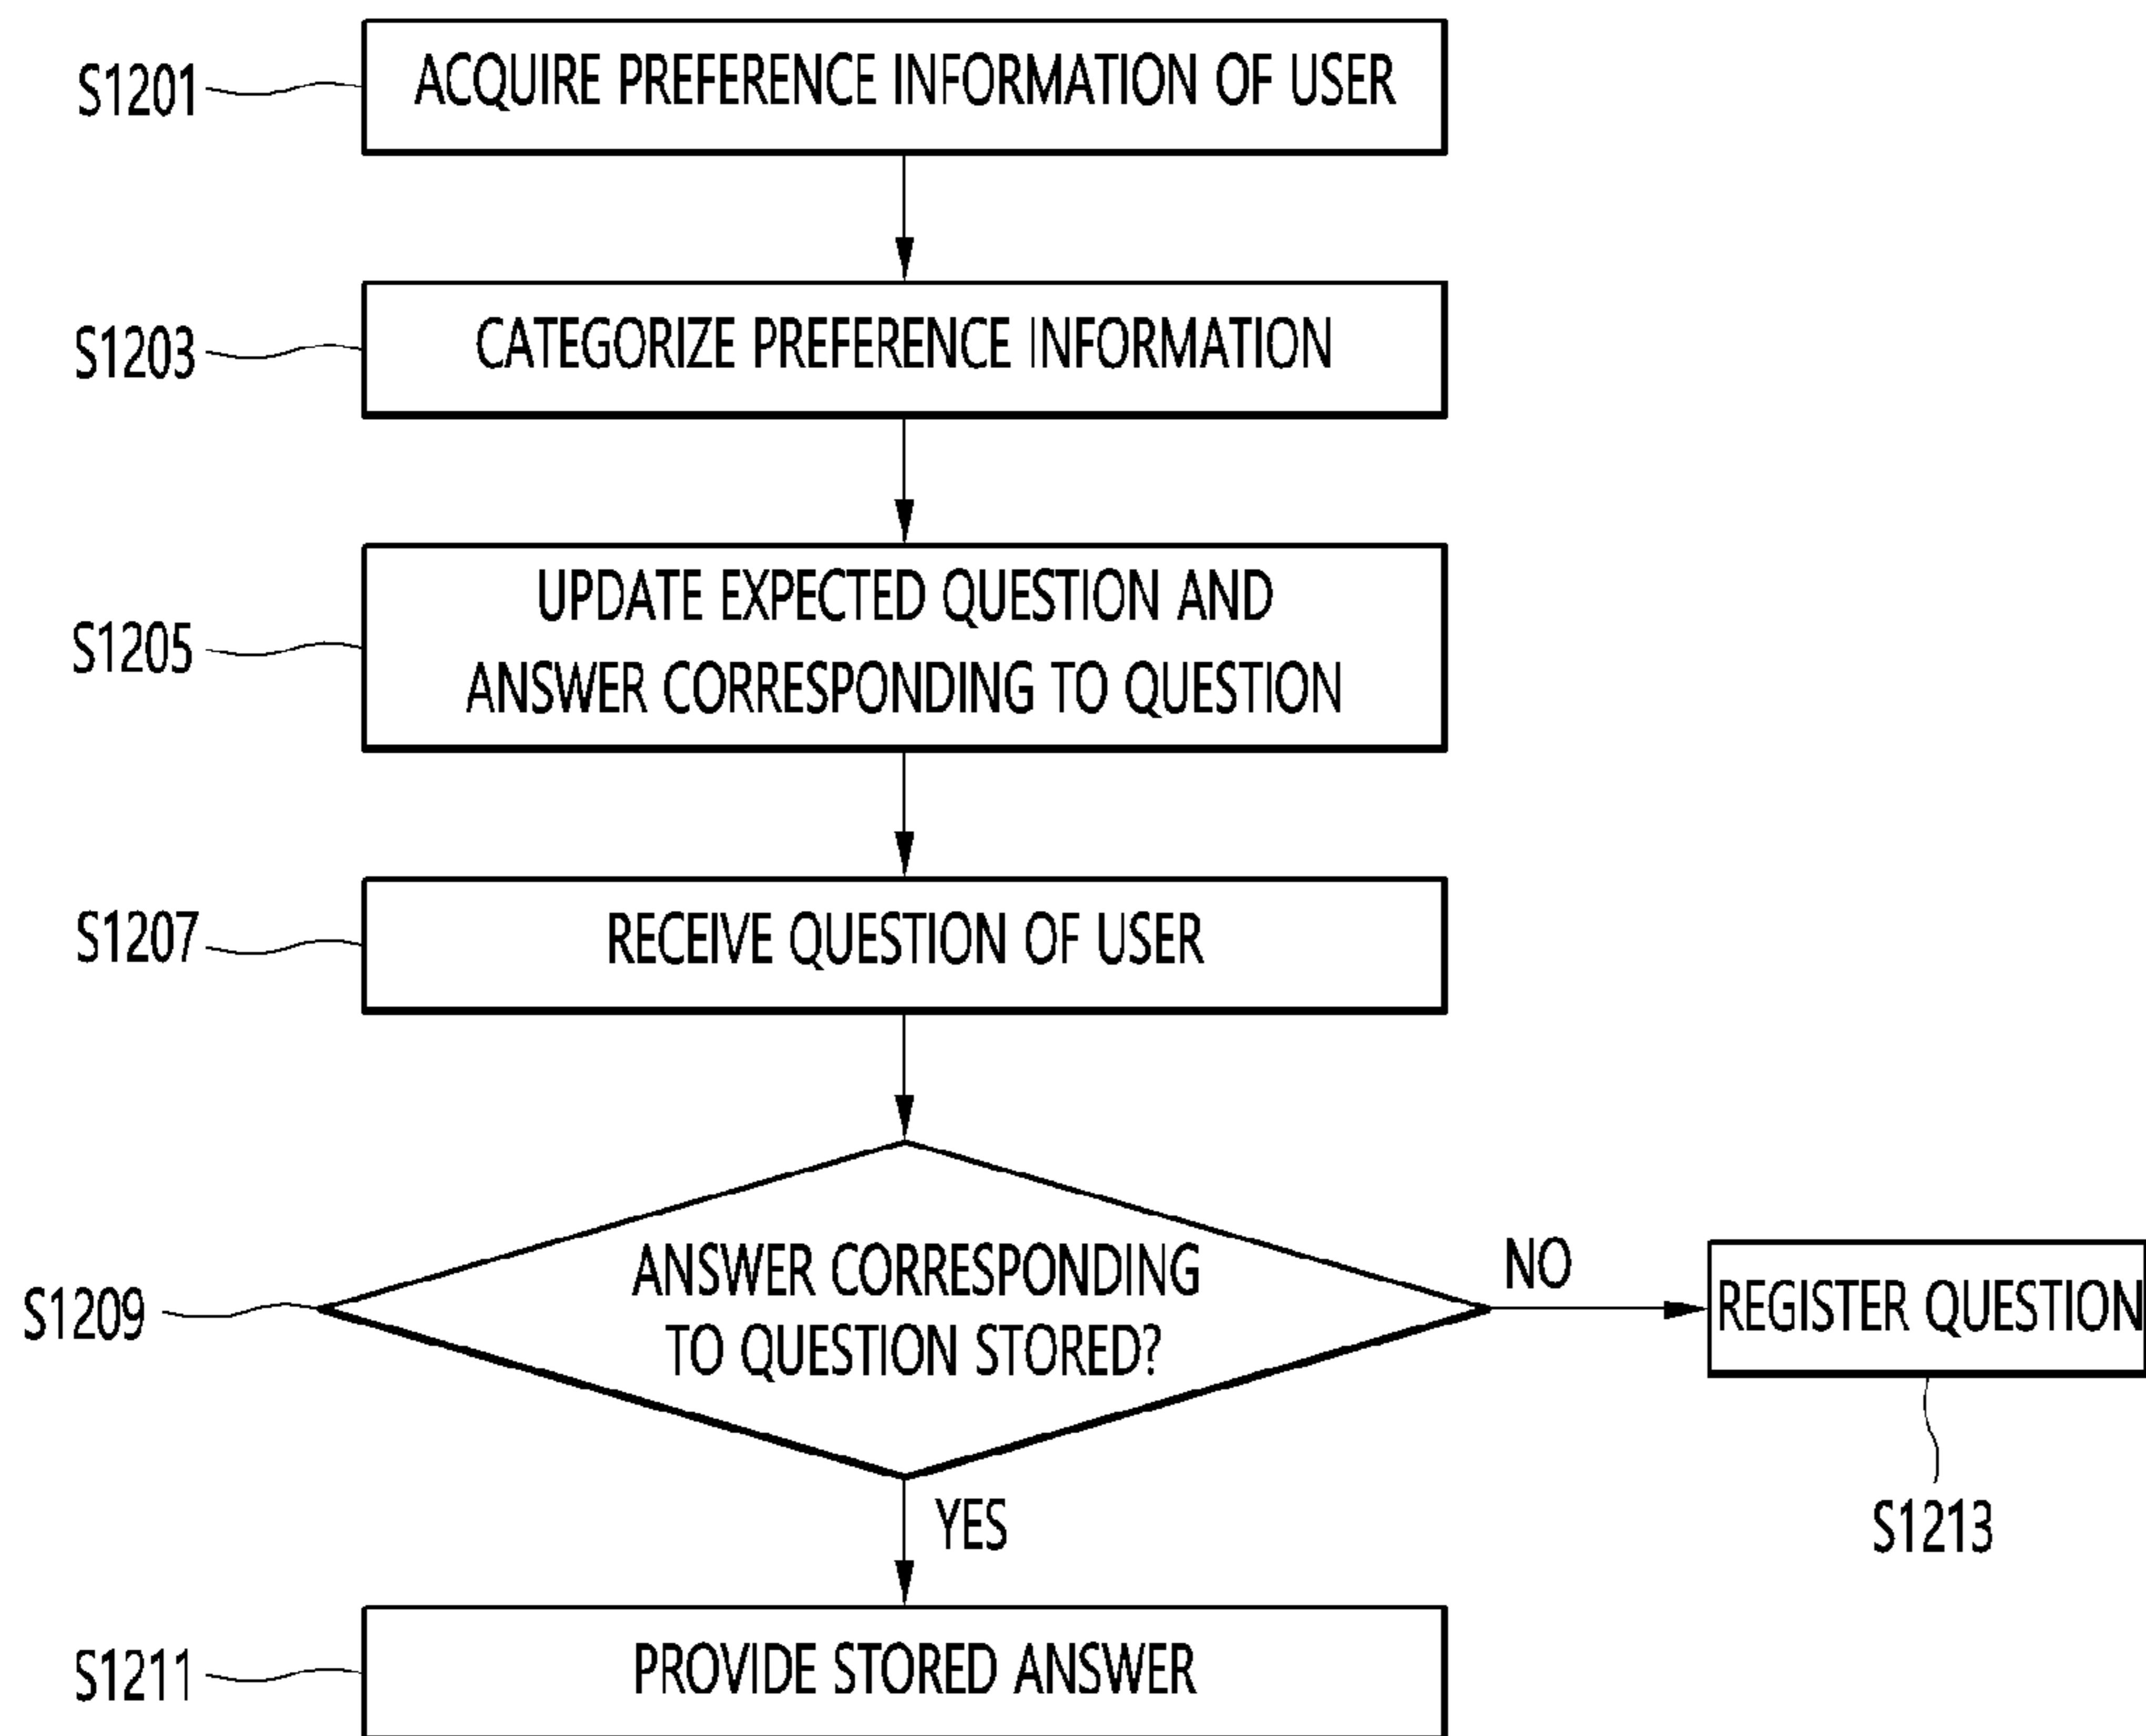 S1201
ACQUIRE PREFERENCE INFORMATION OF USER
S1203
CATEGORIZE PREFERENCE INFORMATION
S1205
UPDATE EXPECTED QUESTION AND
ANSWER CORRESPONDING TO QUESTION
S1207
RECEIVE QUESTION OF USER
S1209
ANSWER CORRESPONDING
TO QUESTION STORED?
NO
REGISTER QUESTION
S1213
YES
S1211
PROVIDE STORED ANSWER